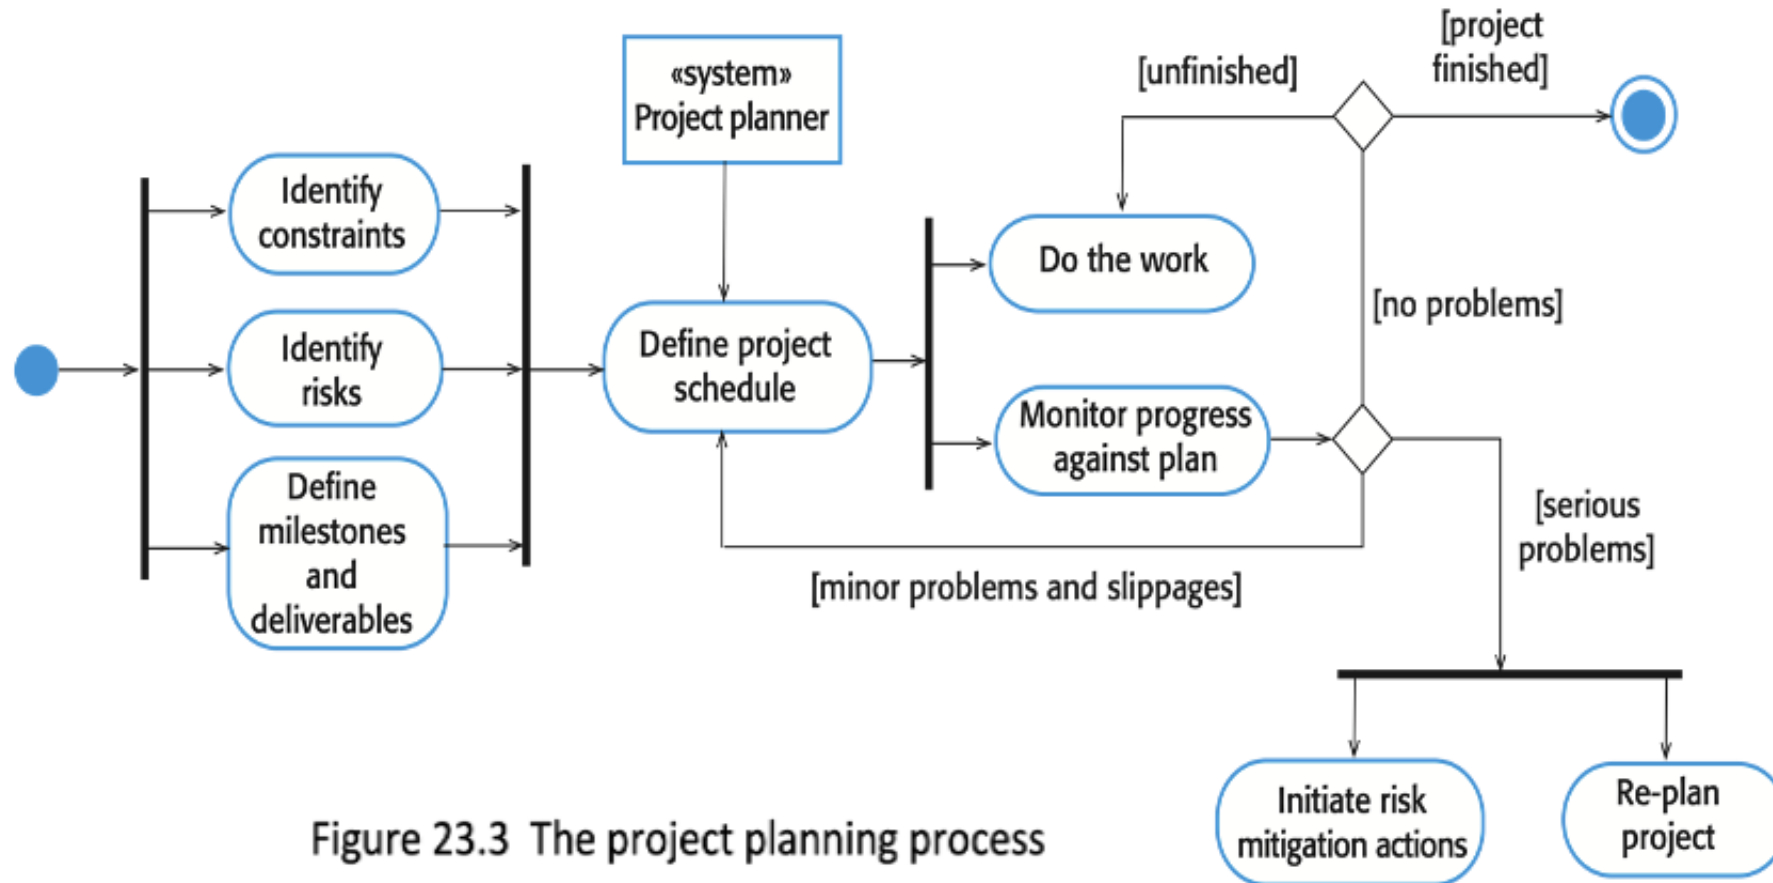 «system»
Project planner
[unfinished]
[project
finished]
Identify
constraints
Do the work
[no problems]
Identify
risks
Define project
schedule
Monitor progress
against plan
Define
milestones
and
deliverables
[serious
problems]
[minor problems and slippages]
Initiate risk
mitigation actions
Re-plan
project
Figure 23.3 The project planning process